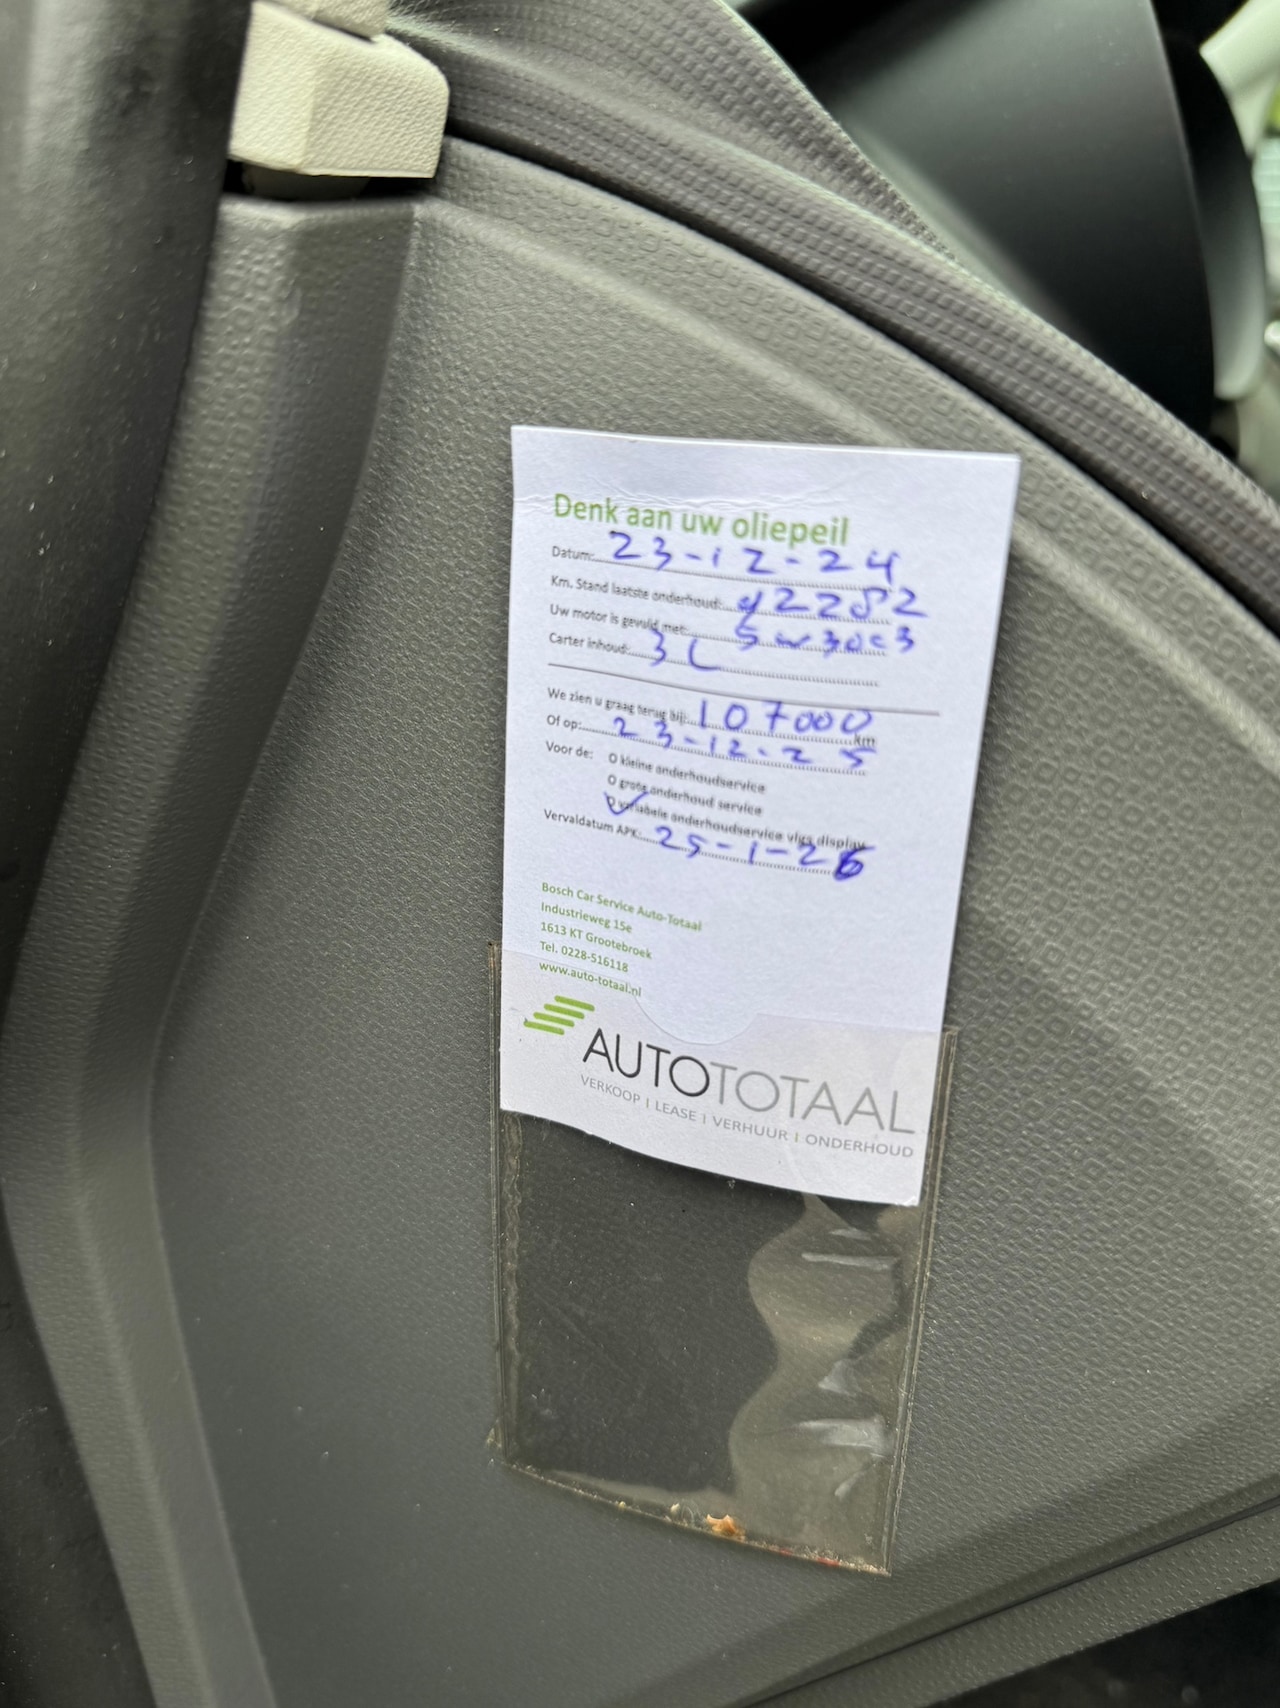 Denk aan uw oliepeil
Datum: 23-12-24
Km. Stand laatste onderhoud: 92282
Uw motor is gevuld met: 5w30c3
Carter inhoud: 3 L
We zien u graag terug bij: 107000 km
Of op: 23-12-25
Voor de: O kleine onderhoudservice
O grote onderhoud service
O variabele onderhoudservice vlgs display
Vervaldatum APK: 25-1-26
Bosch Car Service Auto-Totaal
Industrieweg 15e
1613 KT Grootebroek
Tel. 0228-516118
www.auto-totaal.nl
AUTOTOTAAL
VERKOOP I LEASE I VERHUUR I ONDERHOUD